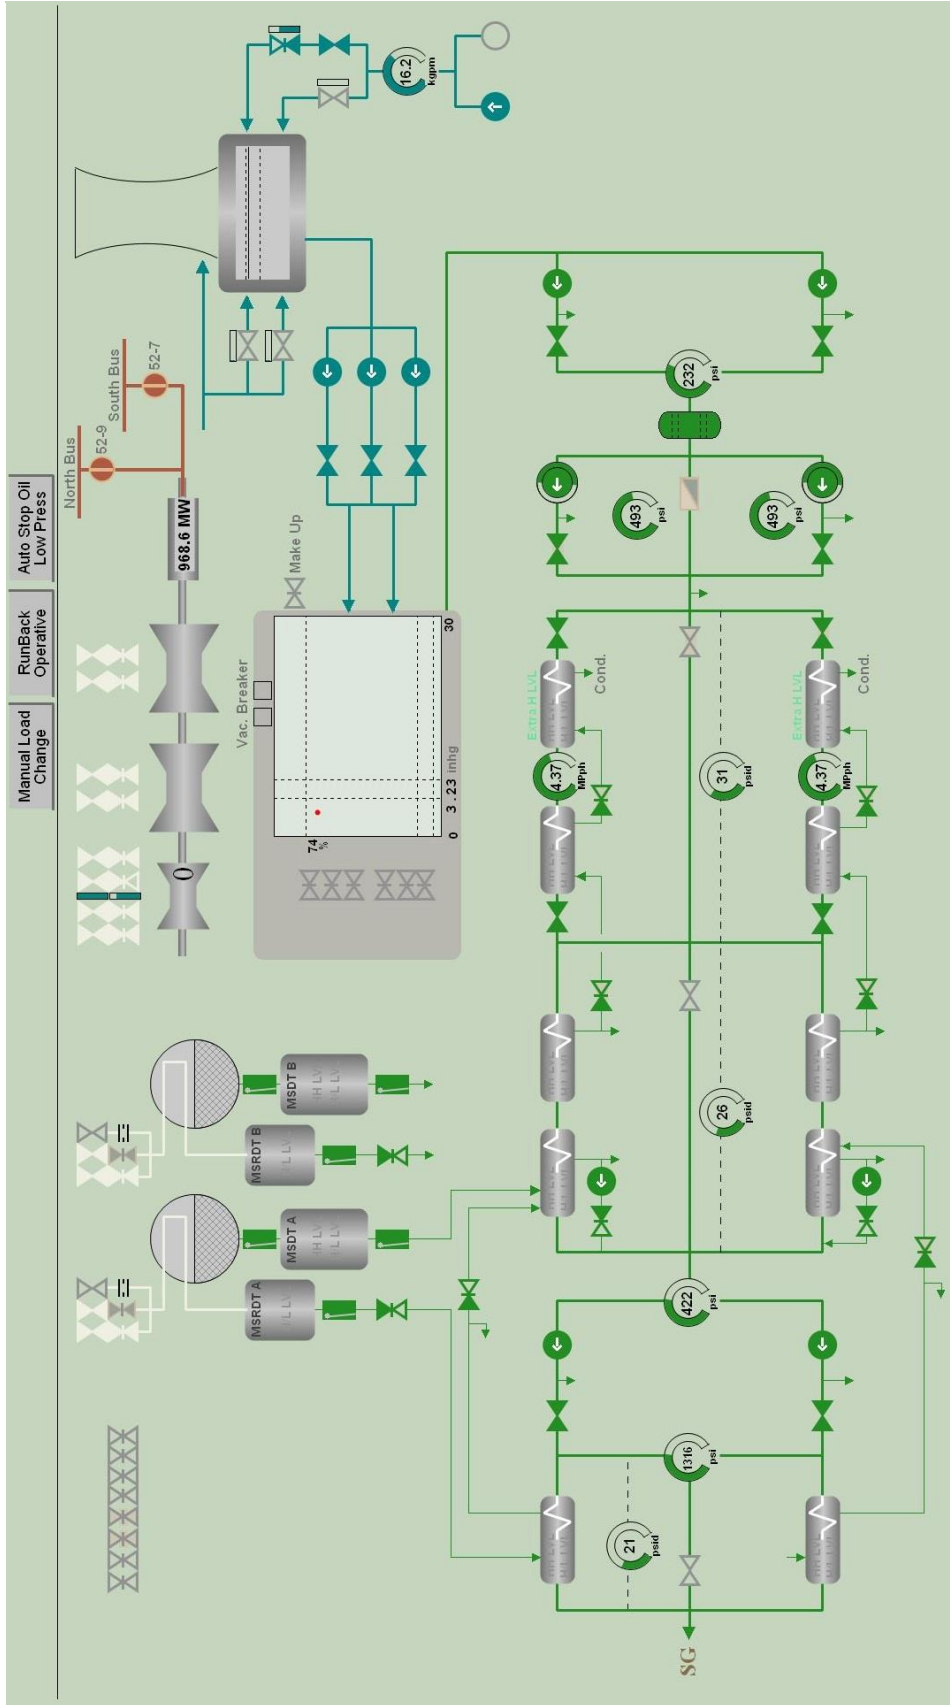 Manual Load
Change
RunBack
Operative
Auto Stop Oil
Low Press
North Bus
52-9
South Bus
52-7
968.6 MW
0
16.2
kgpm
Vac. Breaker
Make Up
74
%
0
3.23 inhg
30
MSRDT A
MSDT A
MSRDT B
MSDT B
Extra H LVL
Cond.
4.37
MPph
493
psi
232
psi
493
psi
31
psid
26
psid
422
psi
1316
psi
21
psid
Extra H LVL
Cond.
4.37
MPph
SG